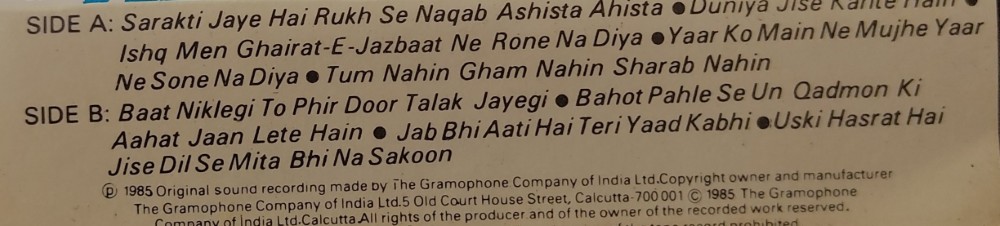 SIDE A: Sarakti Jaye Hai Rukh Se Naqab Ashista Ahista ● Duniya Jise Kahte Hain ●
Ishq Men Ghairat-E-Jazbaat Ne Rone Na Diya ● Yaar Ko Main Ne Mujhe Yaar
Ne Sone Na Diya ● Tum Nahin Gham Nahin Sharab Nahin
SIDE B: Baat Niklegi To Phir Door Talak Jayegi ● Bahot Pahle Se Un Qadmon Ki
Aahat Jaan Lete Hain ● Jab Bhi Aati Hai Teri Yaad Kabhi ● Uski Hasrat Hai
Jise Dil Se Mita Bhi Na Sakoon
℗ 1985 Original sound recording made by The Gramophone Company of India Ltd.Copyright owner and manufacturer
The Gramophone Company of India Ltd.5 Old Court House Street, Calcutta-700 001 © 1985 The Gramophone
Company of India Ltd.Calcutta.All rights of the producer and of the owner of the recorded work reserved.
prohibited